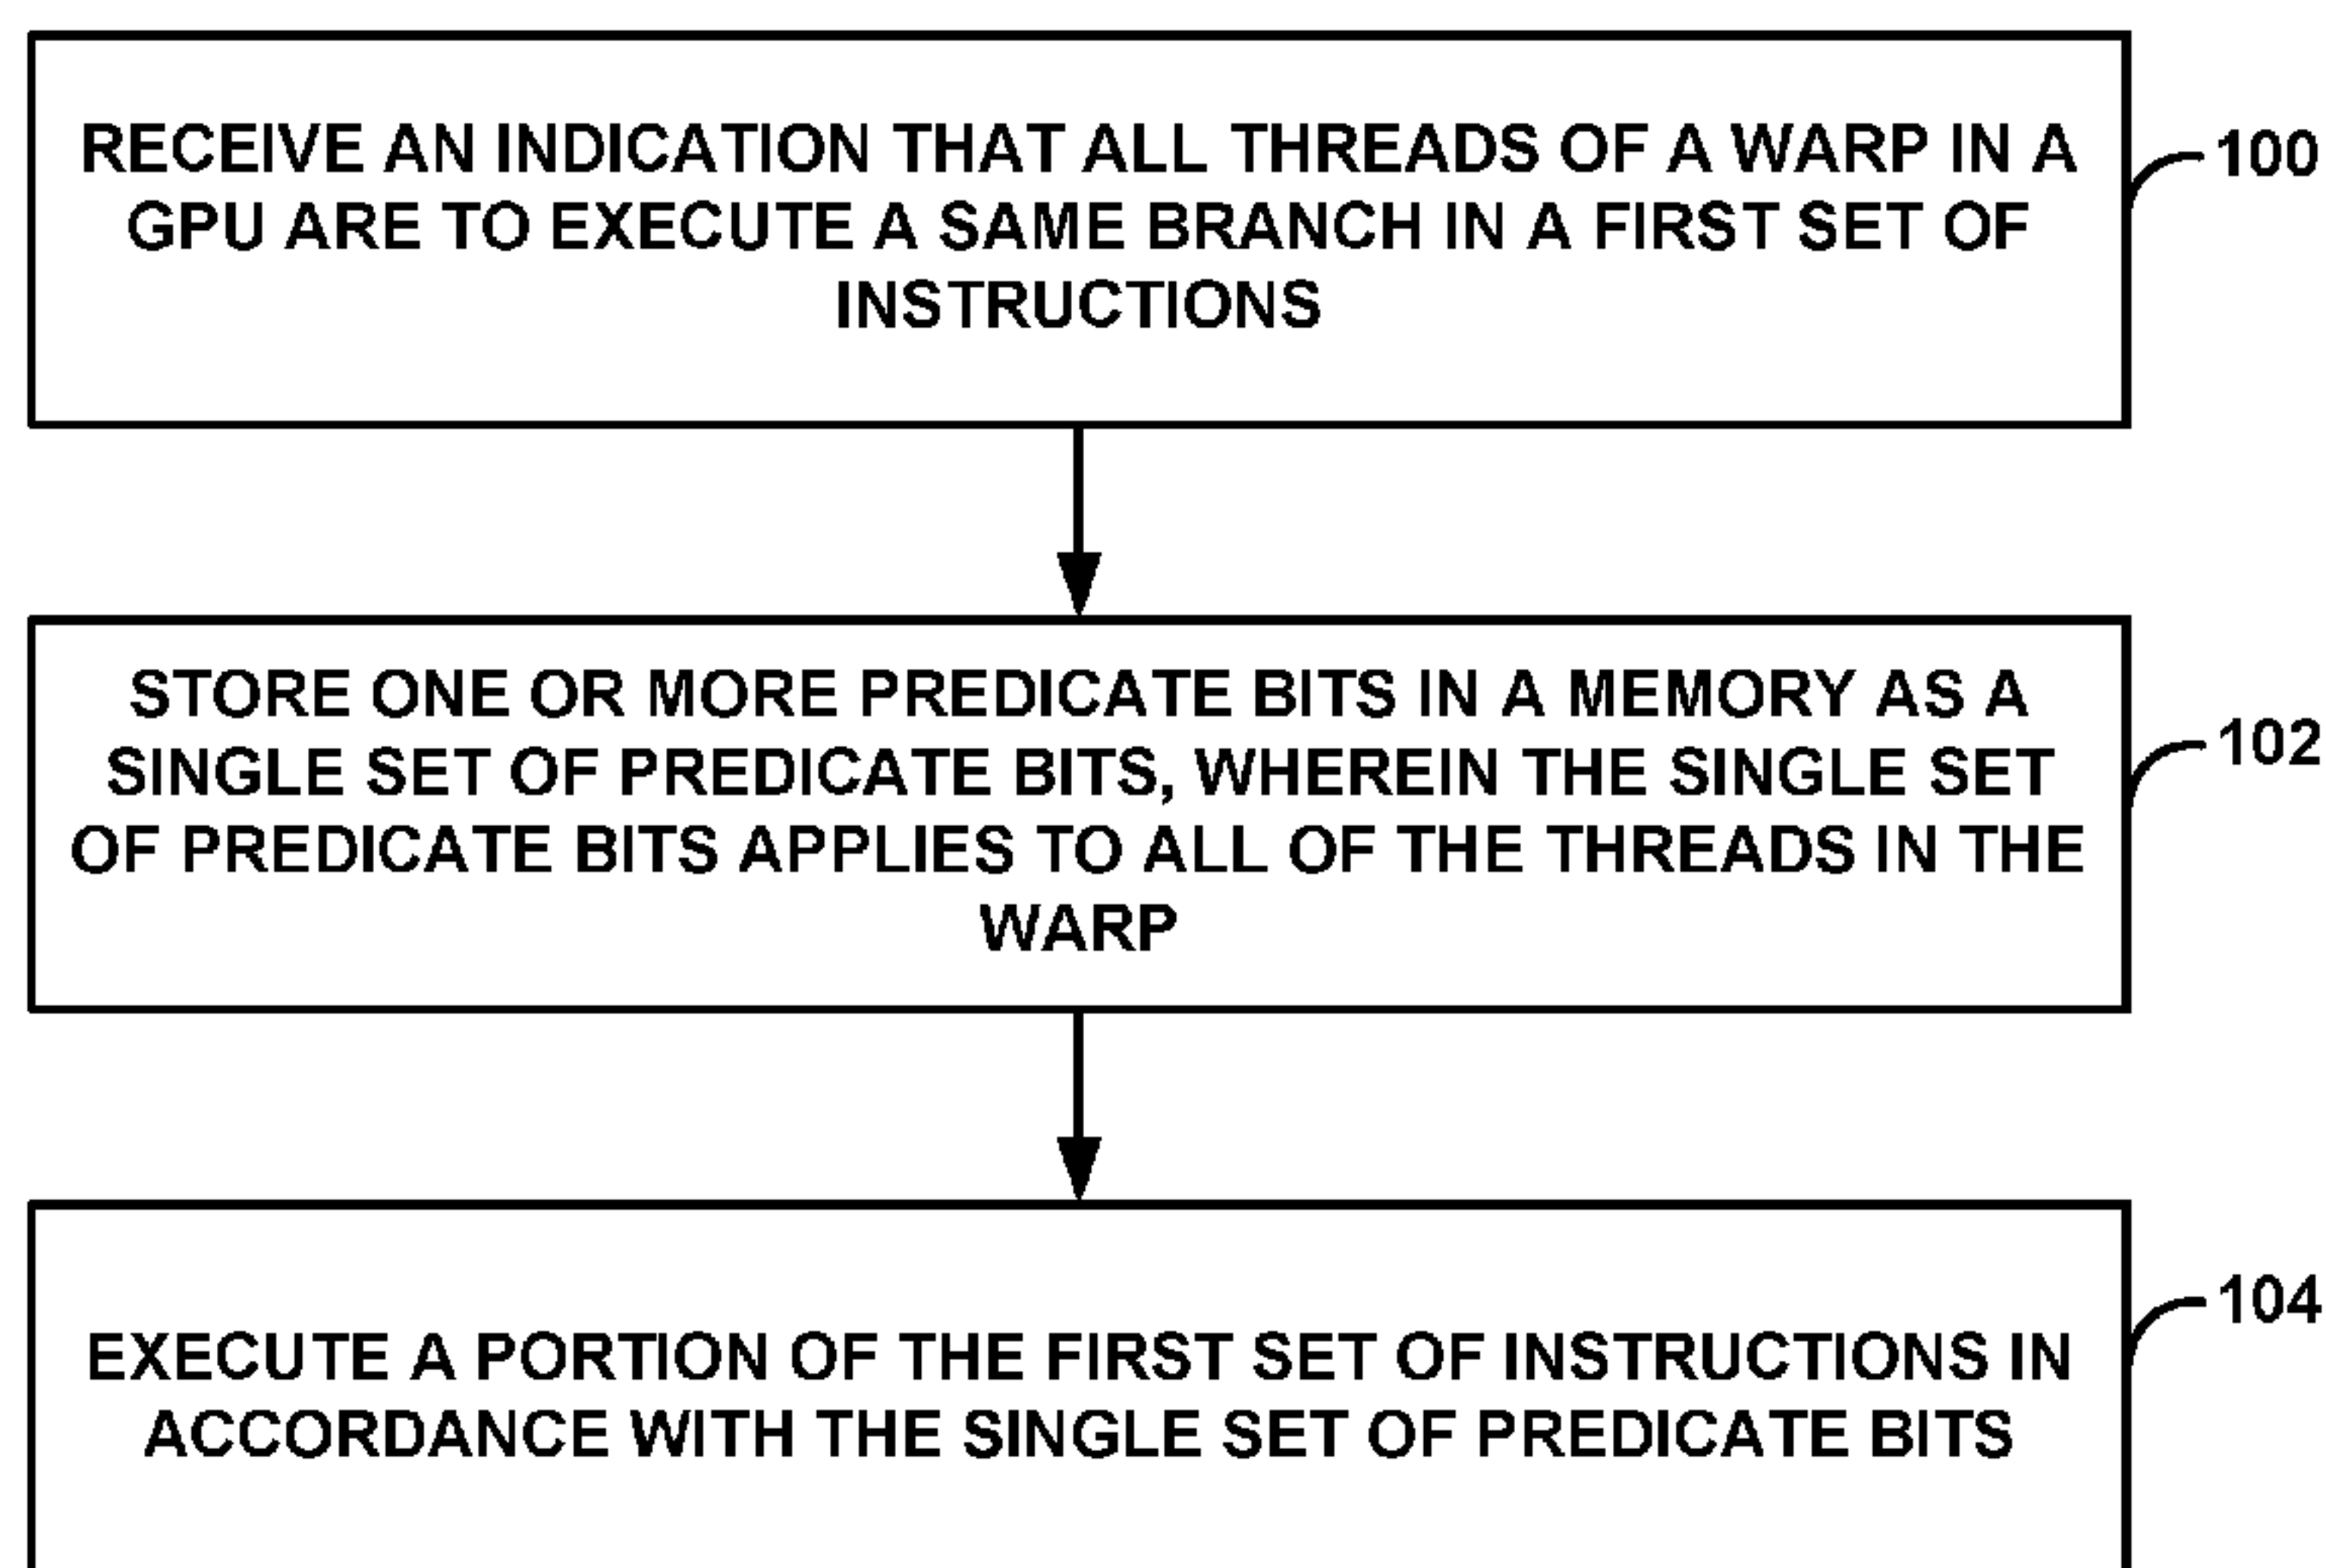 RECEIVE AN INDICATION THAT ALL THREADS OF A WARP IN A
GPU ARE TO EXECUTE A SAME BRANCH IN A FIRST SET OF
INSTRUCTIONS
100
STORE ONE OR MORE PREDICATE BITS IN A MEMORY AS A
SINGLE SET OF PREDICATE BITS, WHEREIN THE SINGLE SET
OF PREDICATE BITS APPLIES TO ALL OF THE THREADS IN THE
WARP
102
EXECUTE A PORTION OF THE FIRST SET OF INSTRUCTIONS IN
ACCORDANCE WITH THE SINGLE SET OF PREDICATE BITS
104